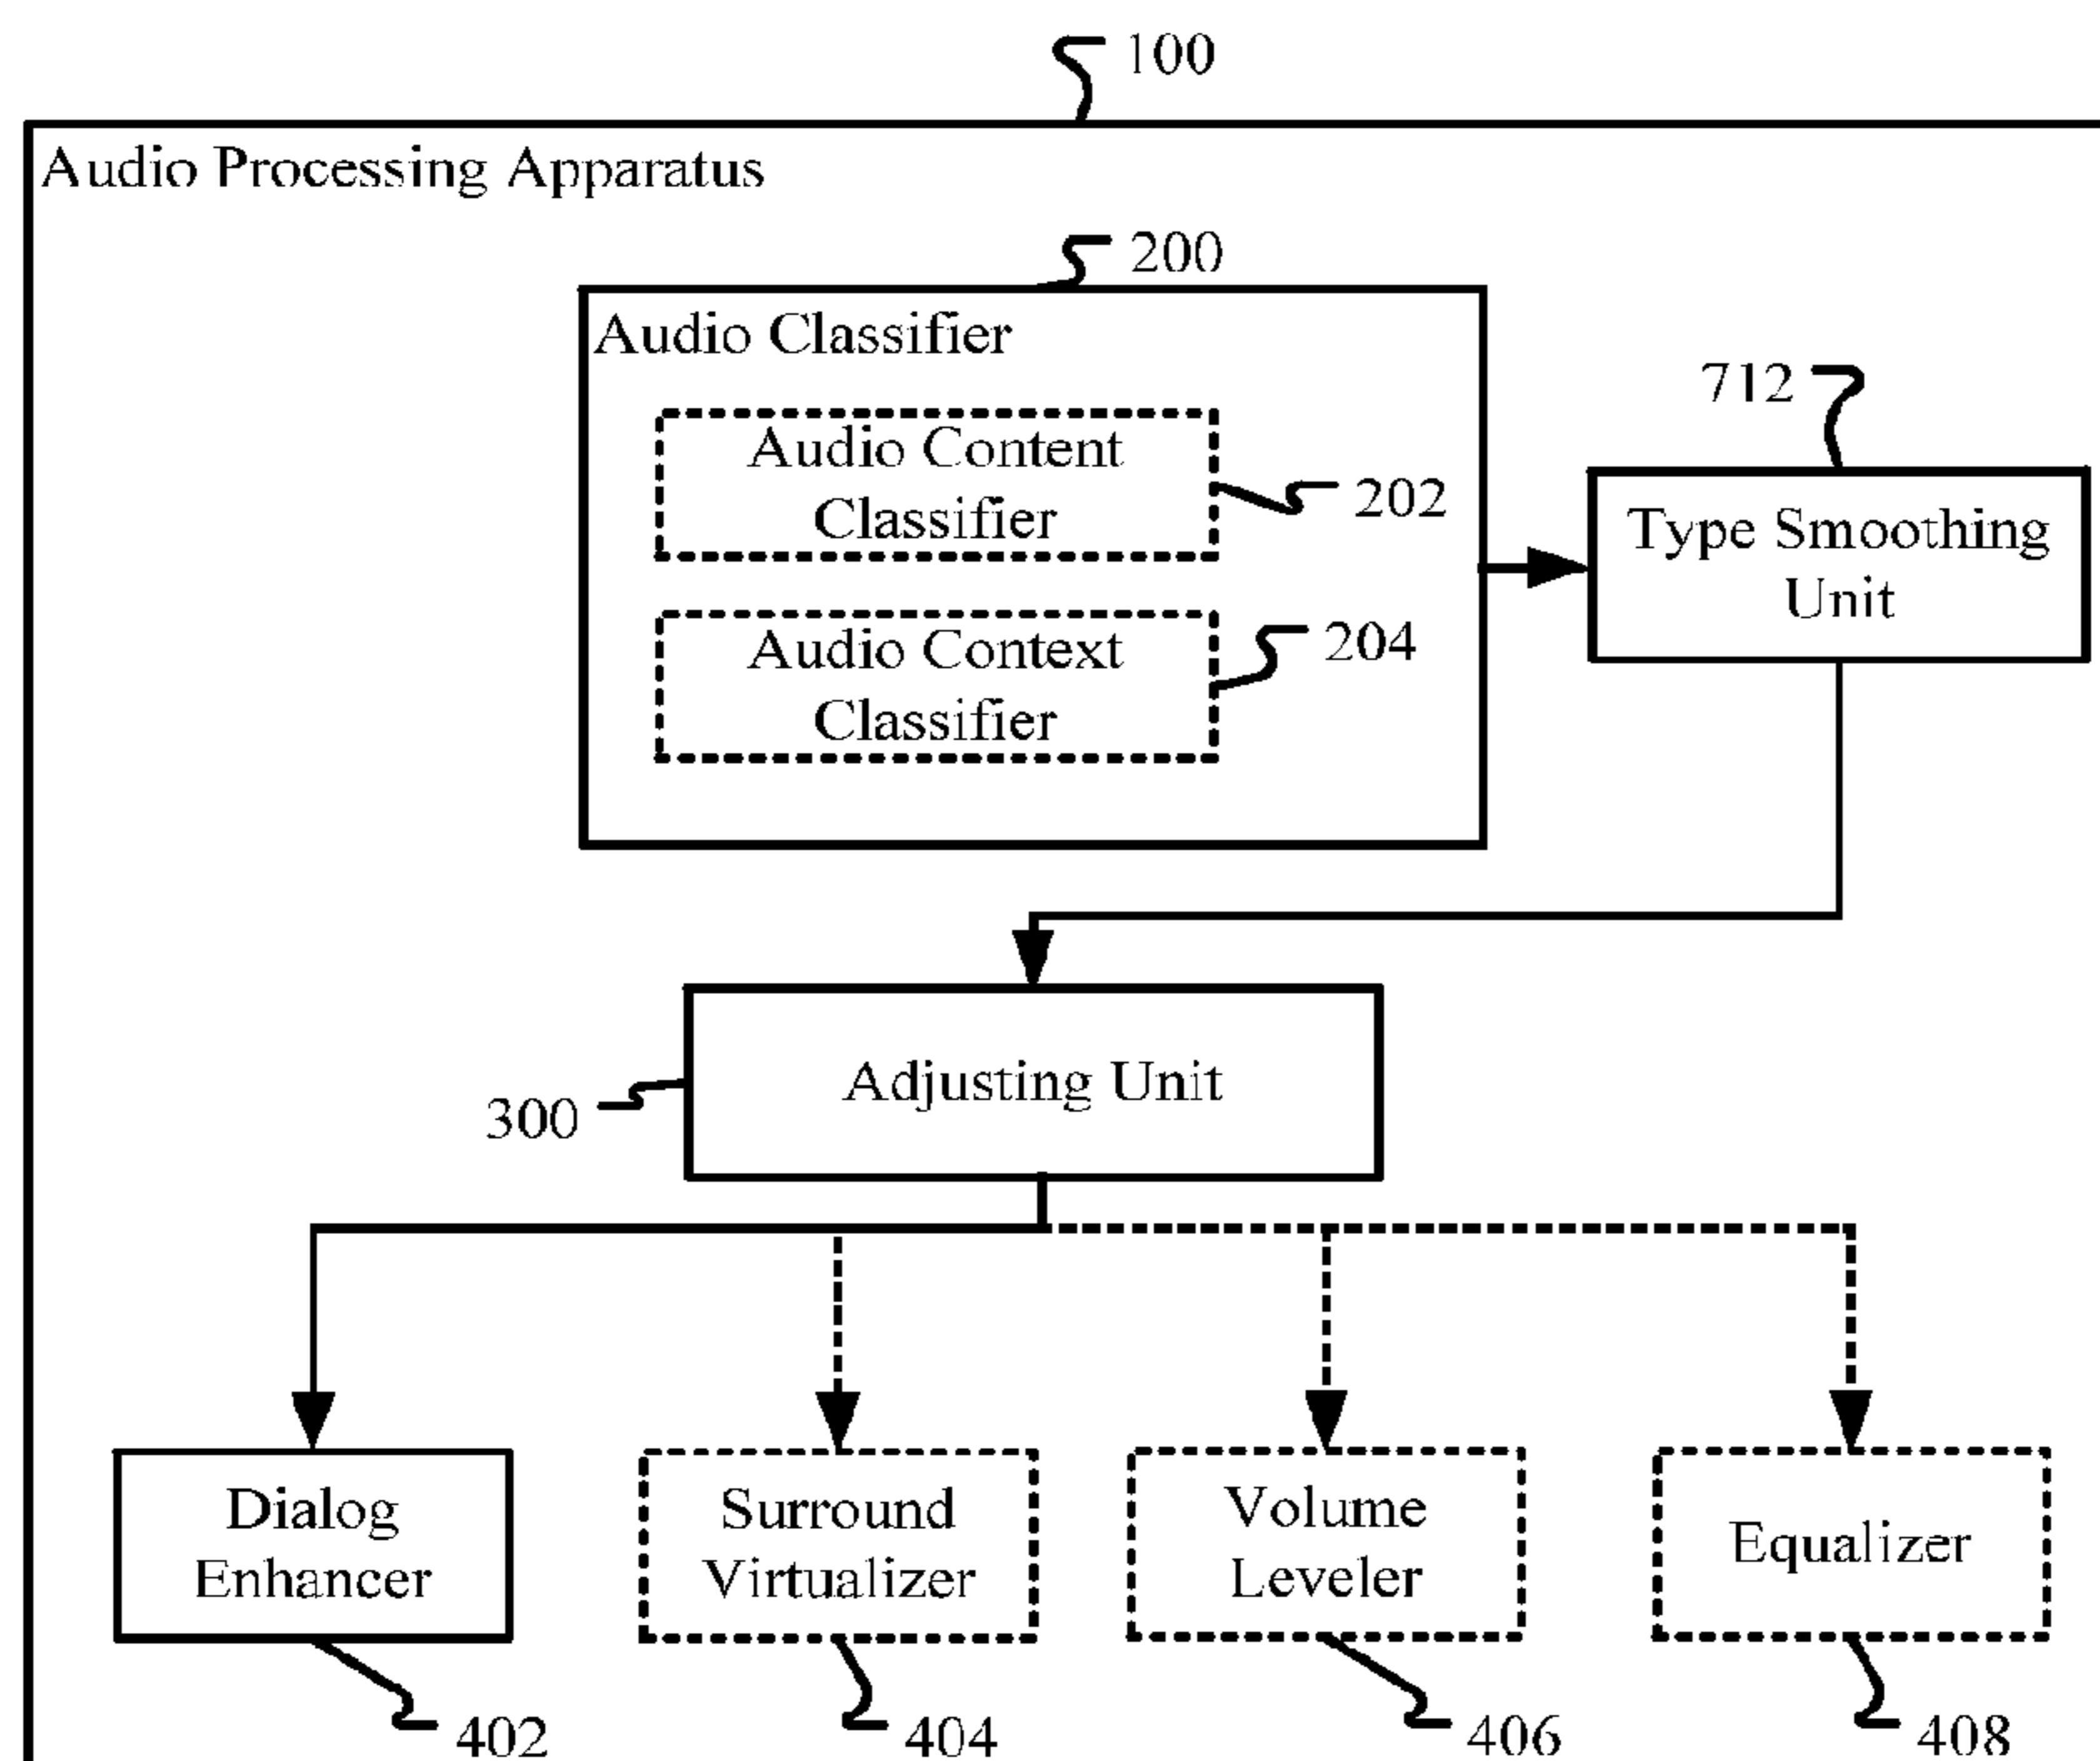 100
Audio Processing Apparatus
200
Audio Classifier
712
Audio Content
Classifier
202
Type Smoothing
Unit
Audio Context
Classifier
204
Adjusting Unit
300
Dialog
Enhancer
Surround
Virtualizer
Volume
Leveler
Equalizer
402
404
406
408